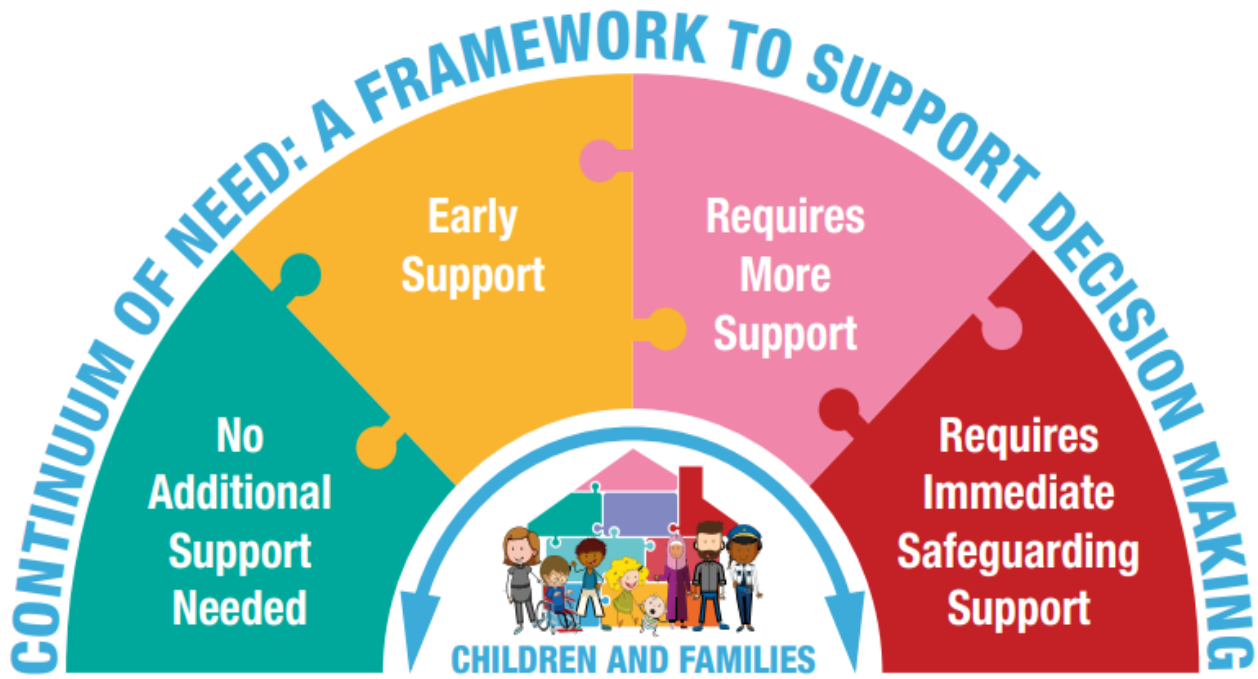 CONTINUUM OF NEED: A FRAMEWORK TO SUPPORT DECISION MAKING
No
Additional
Support
Needed
Early
Support
Requires
More
Support
Requires
Immediate
Safeguarding
Support
CHILDREN AND FAMILIES